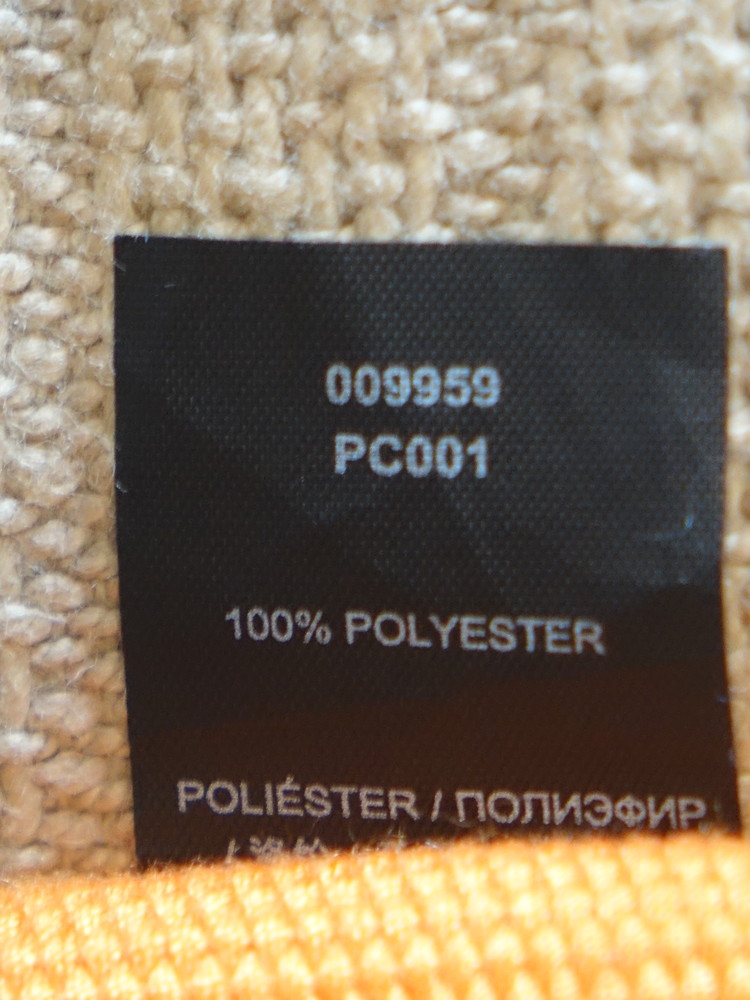 009959
PC001
100% POLYESTER
POLIÉSTER / ПОЛИЭФИР